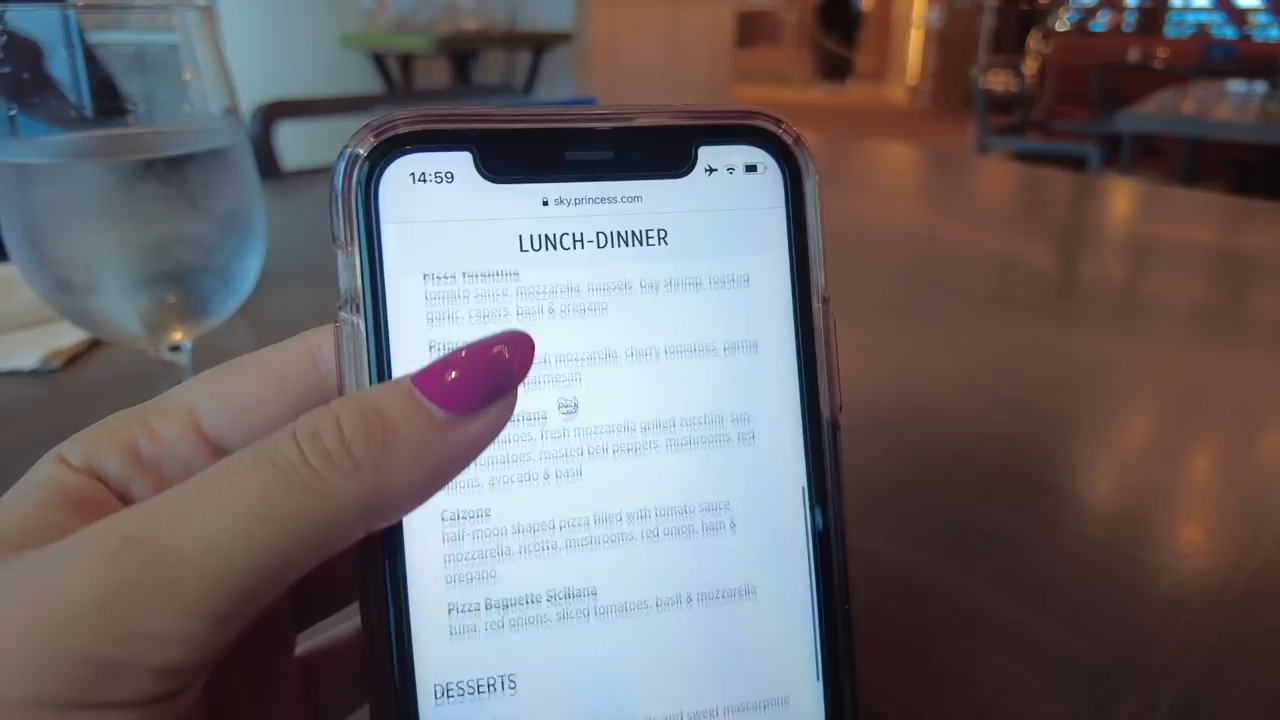 14:59
sky.princess.com
LUNCH-DINNER
Pizza Tarantina
tomato sauce, mozzarella, mussels, bay shrimp, toasted
garlic, capers, basil & oregano
mozzarella, cherry tomatoes, parma
parmesan
fresh mozzarella grilled zucchini, sun-
tomatoes, roasted bell peppers, mushrooms, red
avocado & basil
Calzone
half-moon shaped pizza filled with tomato sauce,
mozzarella, ricotta, mushrooms, red onion, ham &
oregano
Pizza Baguette Siciliana
tuna, red onions, sliced tomatoes, basil & mozzarella
DESSERTS
and sweet mascarpone